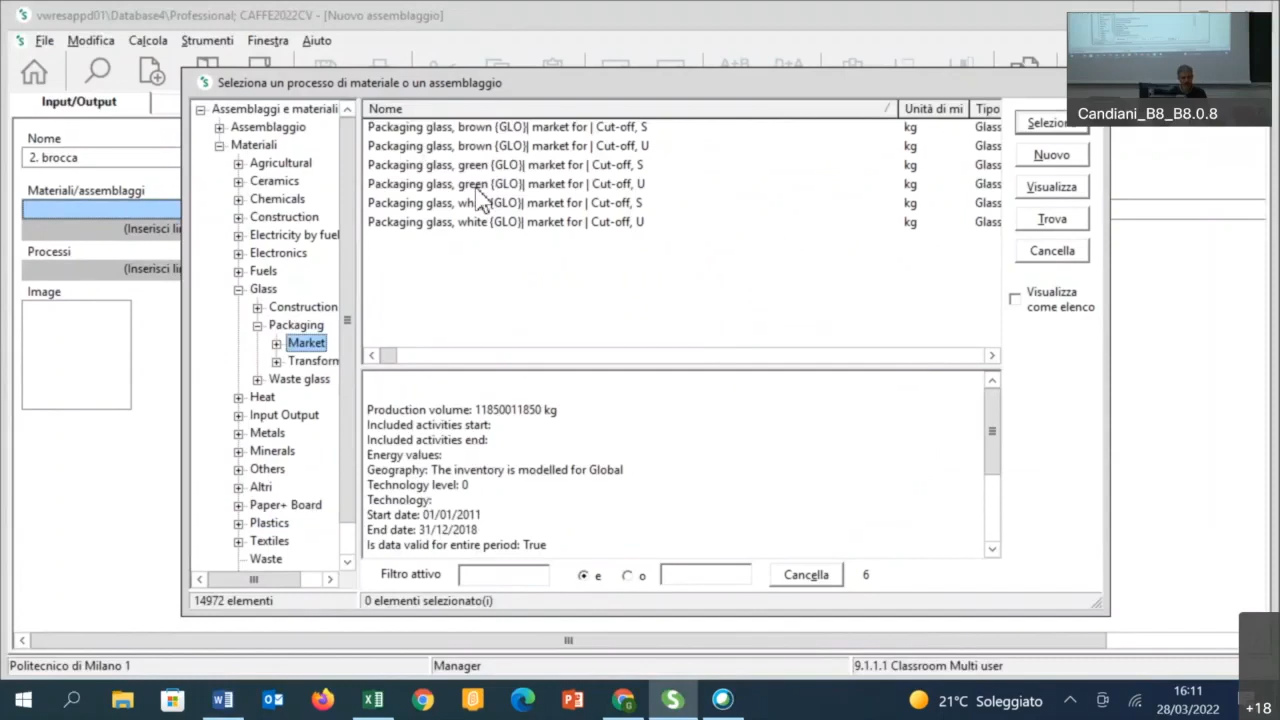 vwresappd01\Database4\Professional; CAFFE2022CV - [Nuovo assemblaggio]
File Modifica Calcola Strumenti Finestra Aiuto
A+B
Seleziona un processo di materiale o un assemblaggio
Input/Output
Nome
2. brocca
Materiali/assemblaggi
(Inserisci li
Processi
(Inserisci li
Image
Assemblaggi e materiali
Assemblaggio
Materiali
Agricultural
Ceramics
Chemicals
Construction
Electricity by fuel
Electronics
Fuels
Glass
Construction
Packaging
Market
Transform
Waste glass
Heat
Input Output
Metals
Minerals
Others
Altri
Paper+ Board
Plastics
Textiles
Waste
14972 elementi
Nome Unità di mi Tipo
Packaging glass, brown {GLO}| market for | Cut-off, S kg Glass
Packaging glass, brown {GLO}| market for | Cut-off, U kg Glass
Packaging glass, green {GLO}| market for | Cut-off, S kg Glass
Packaging glass, green {GLO}| market for | Cut-off, U kg Glass
Packaging glass, white {GLO}| market for | Cut-off, S kg Glass
Packaging glass, white {GLO}| market for | Cut-off, U kg Glass
Production volume: 11850011850 kg
Included activities start:
Included activities end:
Energy values:
Geography: The inventory is modelled for Global
Technology level: 0
Technology:
Start date: 01/01/2011
End date: 31/12/2018
Is data valid for entire period: True
Filtro attivo e o Cancella 6
0 elementi selezionato(i)
Selezion
Nuovo
Visualizza
Trova
Cancella
Visualizza
come elenco
Candiani_B8_B8.0.8
Politecnico di Milano 1 Manager 9.1.1.1 Classroom Multi user
21°C Soleggiato
16:11
28/03/2022
+18